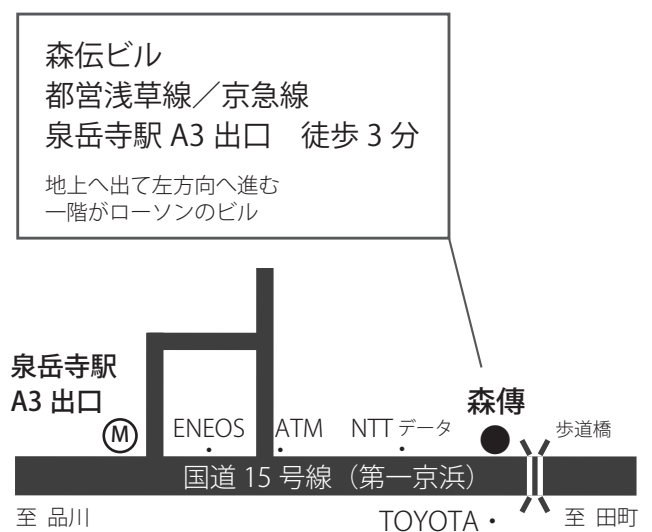 森伝ビル
都営浅草線／京急線
泉岳寺駅 A3 出口　徒歩 3 分
地上へ出て左方向へ進む
一階がローソンのビル
泉岳寺駅
A3 出口
M
ENEOS
ATM
NTT データ
森傳
歩道橋
国道 15 号線（第一京浜）
至 品川
TOYOTA
至 田町